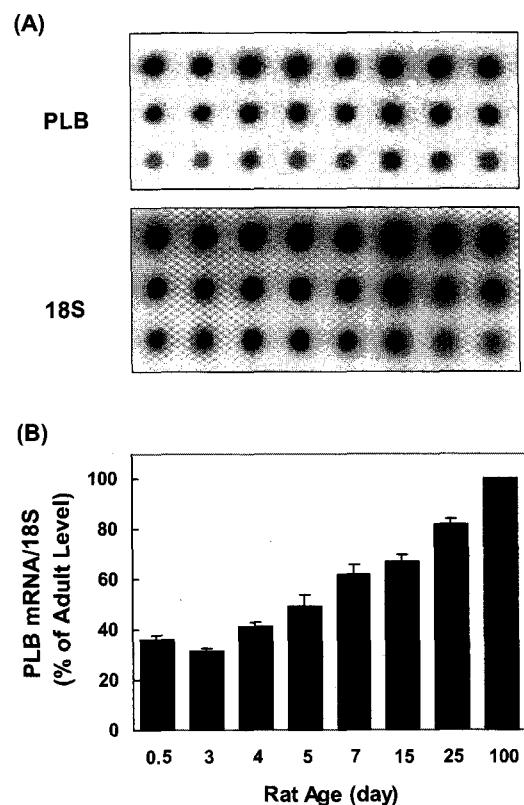 (A)
PLB
18S
(B)
PLB mRNA/18S
(% of Adult Level)
100
80
60
40
20
0
0.5 3 4 5 7 15 25 100
Rat Age (day)